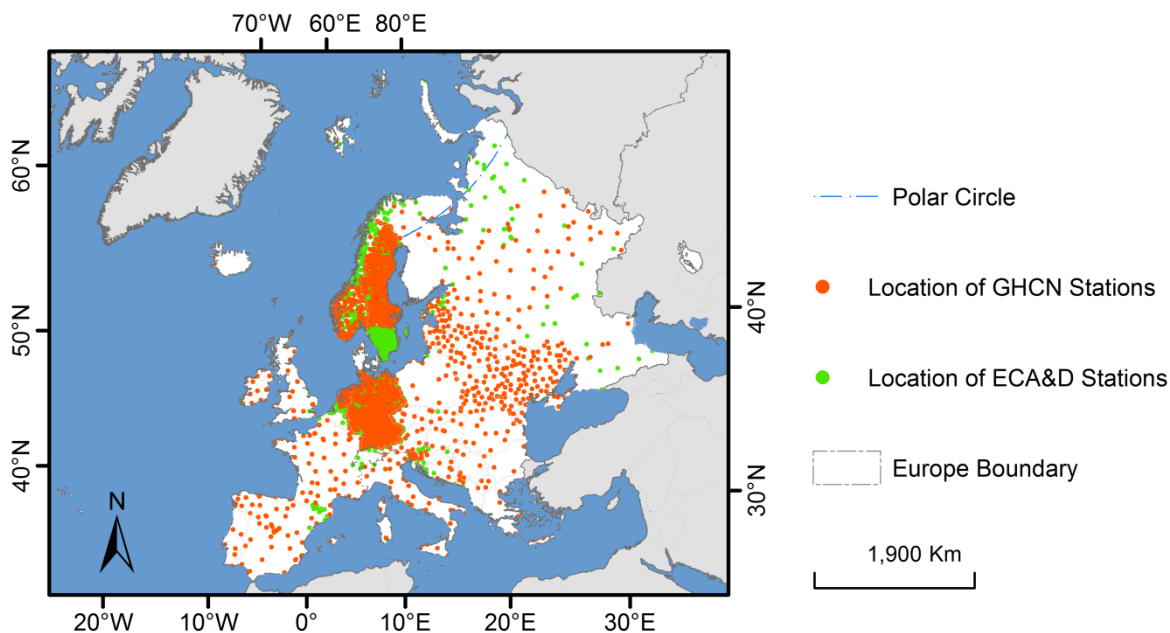 70°W 60°E 80°E
60°N
50°N
40°N
40°N
30°N
N
20°W 10°W 0° 10°E 20°E 30°E
Polar Circle
Location of GHCN Stations
Location of ECA&D Stations
Europe Boundary
1,900 Km